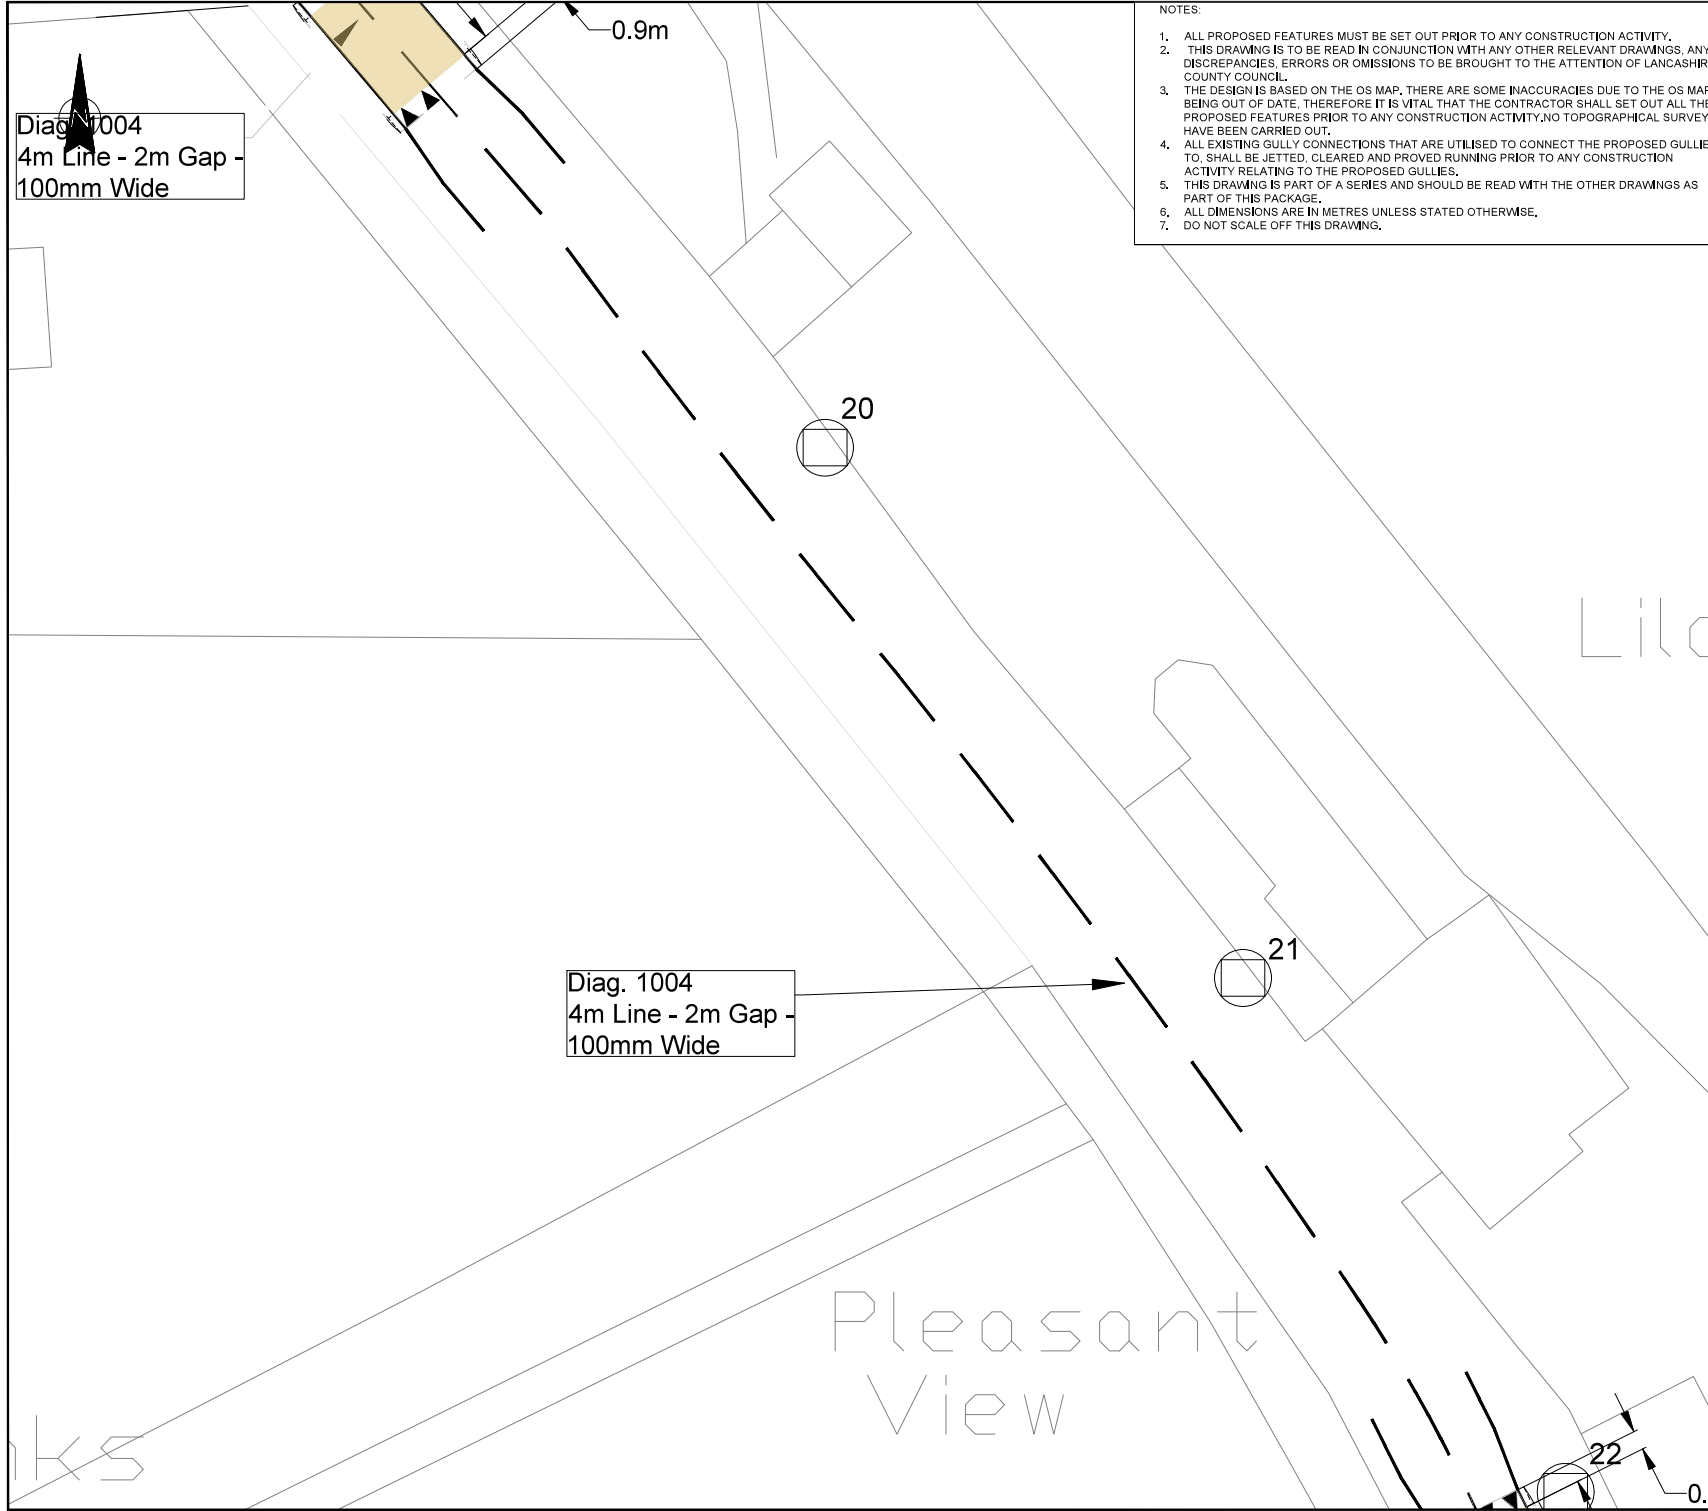 0.9m
NOTES:
1. ALL PROPOSED FEATURES MUST BE SET OUT PRIOR TO ANY CONSTRUCTION ACTIVITY.
2. THIS DRAWING IS TO BE READ IN CONJUNCTION WITH ANY OTHER RELEVANT DRAWINGS, ANY
DISCREPANCIES, ERRORS OR OMISSIONS TO BE BROUGHT TO THE ATTENTION OF LANCASHIR
COUNTY COUNCIL.
3. THE DESIGN IS BASED ON THE OS MAP. THERE ARE SOME INACCURACIES DUE TO THE OS MAP
BEING OUT OF DATE, THEREFORE IT IS VITAL THAT THE CONTRACTOR SHALL SET OUT ALL THE
PROPOSED FEATURES PRIOR TO ANY CONSTRUCTION ACTIVITY.NO TOPOGRAPHICAL SURVEY
HAVE BEEN CARRIED OUT.
4. ALL EXISTING GULLY CONNECTIONS THAT ARE UTILISED TO CONNECT THE PROPOSED GULLIE
TO, SHALL BE JETTED, CLEARED AND PROVED RUNNING PRIOR TO ANY CONSTRUCTION
ACTIVITY RELATING TO THE PROPOSED GULLIES.
5. THIS DRAWING IS PART OF A SERIES AND SHOULD BE READ WITH THE OTHER DRAWINGS AS
PART OF THIS PACKAGE.
6. ALL DIMENSIONS ARE IN METRES UNLESS STATED OTHERWISE.
7. DO NOT SCALE OFF THIS DRAWING.
N
Diag. 1004
4m Line - 2m Gap -
100mm Wide
20
21
Diag. 1004
4m Line - 2m Gap -
100mm Wide
Pleasant
View
22